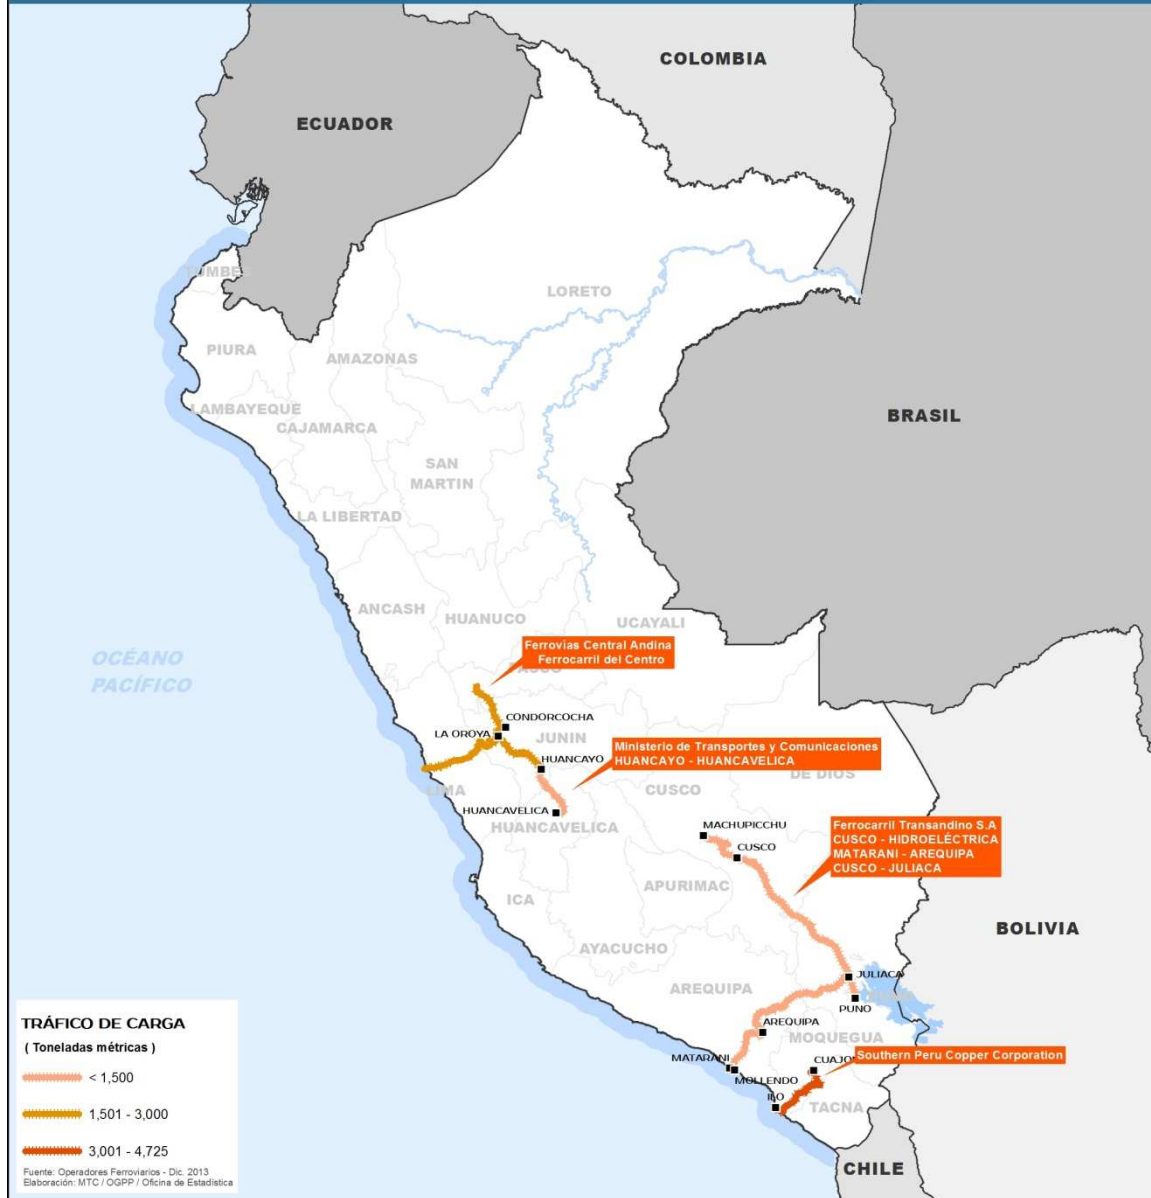 COLOMBIA
ECUADOR
TUMBE
LORETO
PIURA
AMAZONAS
LAMBAYEQUE
CAJAMARCA
BRASIL
SAN
MARTIN
LA LIBERTAD
ANCASH
HUANUCO
UCAYALI
OCÉANO
PACÍFICO
Ferrovias Central Andina
Ferrocarril del Centro
CONDORCOCHA
LA OROYA
JUNIN
HUANCAYO
Ministerio de Transportes y Comunicaciones
HUANCAYO - HUANCAVELICA
DE DIOS
LIMA
CUSCO
HUANCAVELICA
HUANCAVELICA
MACHUPICCHU
CUSCO
Ferrocarril Transandino S.A
CUSCO - HIDROELÉCTRICA
MATARANI - AREQUIPA
CUSCO - JULIACA
APURIMAC
ICA
AYACUCHO
BOLIVIA
JULIACA
AREQUIPA
PUNO
AREQUIPA
MOQUEGUA
MATARANI
MOLLENDO
Southern Peru Copper Corporation
ILO
TACNA
CHILE
TRÁFICO DE CARGA
( Toneladas métricas )
< 1,500
1,501 - 3,000
3,001 - 4,725
Fuente: Operadores Ferroviarios - Dic. 2013
Elaboración: MTC / OGPP / Oficina de Estadística